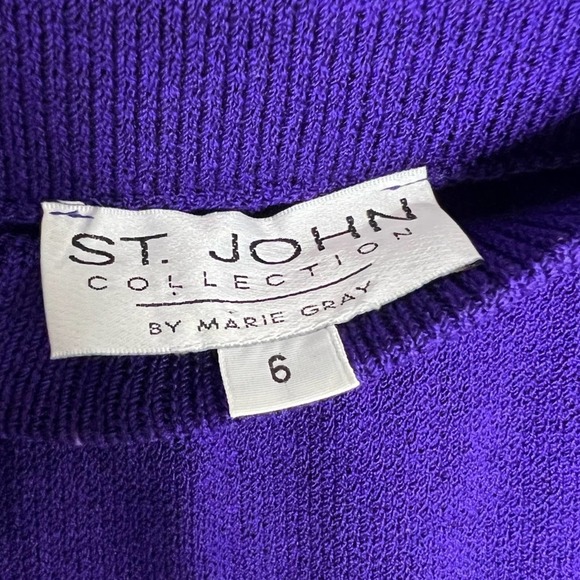 ST. JOHN
COLLECTION
BY MARIE GRAY
6